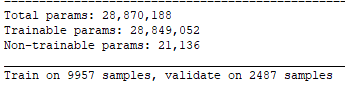 Total params: 28,870,188
Trainable params: 28,849,052
Non-trainable params: 21,136
Train on 9957 samples, validate on 2487 samples